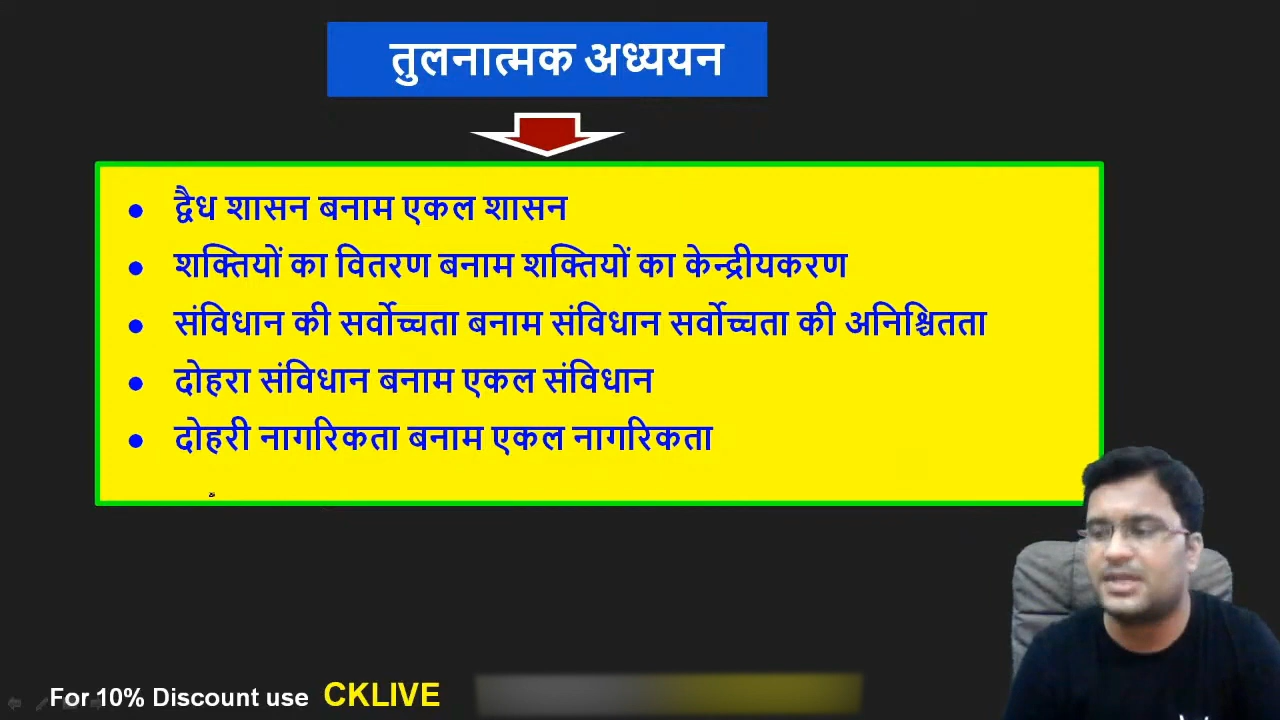 तुलनात्मक अध्ययन
• द्वैध शासन बनाम एकल शासन
• शक्तियों का वितरण बनाम शक्तियों का केन्द्रीयकरण
• संविधान की सर्वोच्चता बनाम संविधान सर्वोच्चता की अनिश्चितता
• दोहरा संविधान बनाम एकल संविधान
• दोहरी नागरिकता बनाम एकल नागरिकता
For 10% Discount use CKLIVE